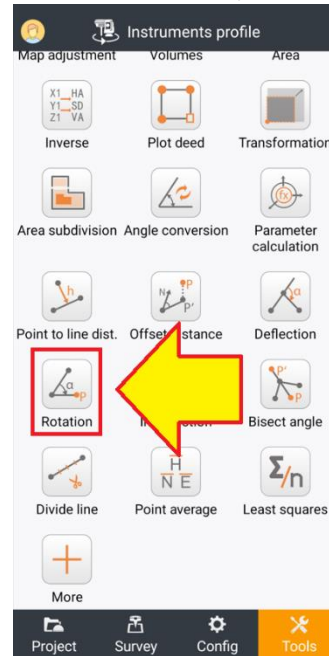 Instruments profile
Map adjustment Volumes Area
X1 HA
Y1 SD
Z1 VA
Inverse Plot deed Transformation
fx
Area subdivision Angle conversion Parameter
calculation
h N P P' α
Point to line dist. Deflection
α P P' P
Rotation Bisect angle
H
N E Σ/n
Divide line Point average Least squares
More
Project Survey Config Tools